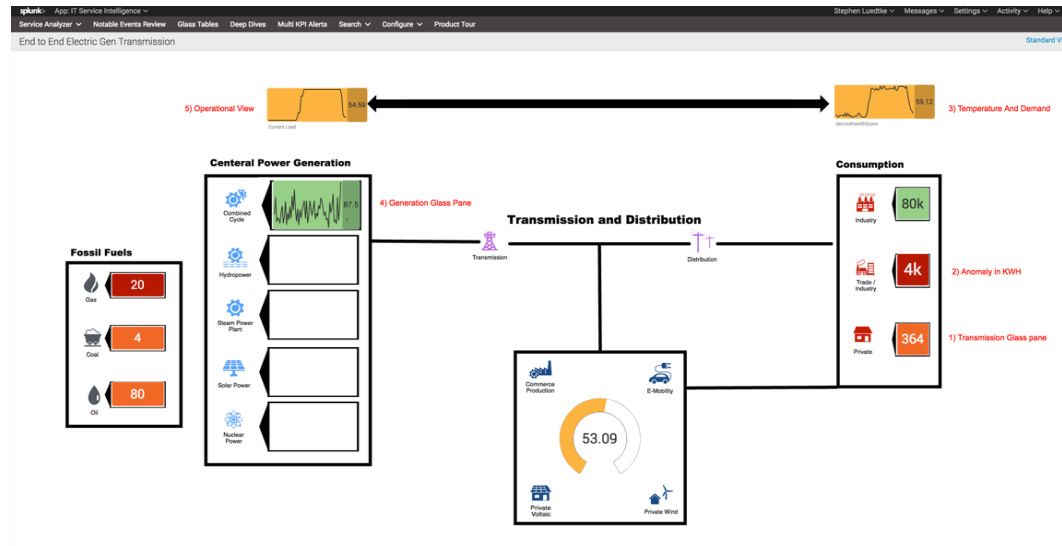 splunk> App: IT Service Intelligence
Stephen Luedtke Messages Settings Activity Help
Service Analyzer Notable Events Review Glass Tables Deep Dives Multi KPI Alerts Search Configure Product Tour
End to End Electric Gen Transmission
Standard Vi
5) Operational View
54.59
Current Load
59.12
ServiceHealthScore
3) Temperature And Demand
Centeral Power Generation
Combined
Cycle
87.5
4) Generation Glass Pane
Hydropower
Steam Power
Plant
Solar Power
Nuclear
Power
Fossil Fuels
20
Gas
4
Coal
80
Oil
Transmission and Distribution
Transmission
Distribution
Commerce
Production
E-Mobility
53.09
Private
Voltaic
Private Wind
Consumption
80k
Industry
4k
Trade /
Industry
2) Anomaly in KWH
364
Private
1) Transmission Glass pane